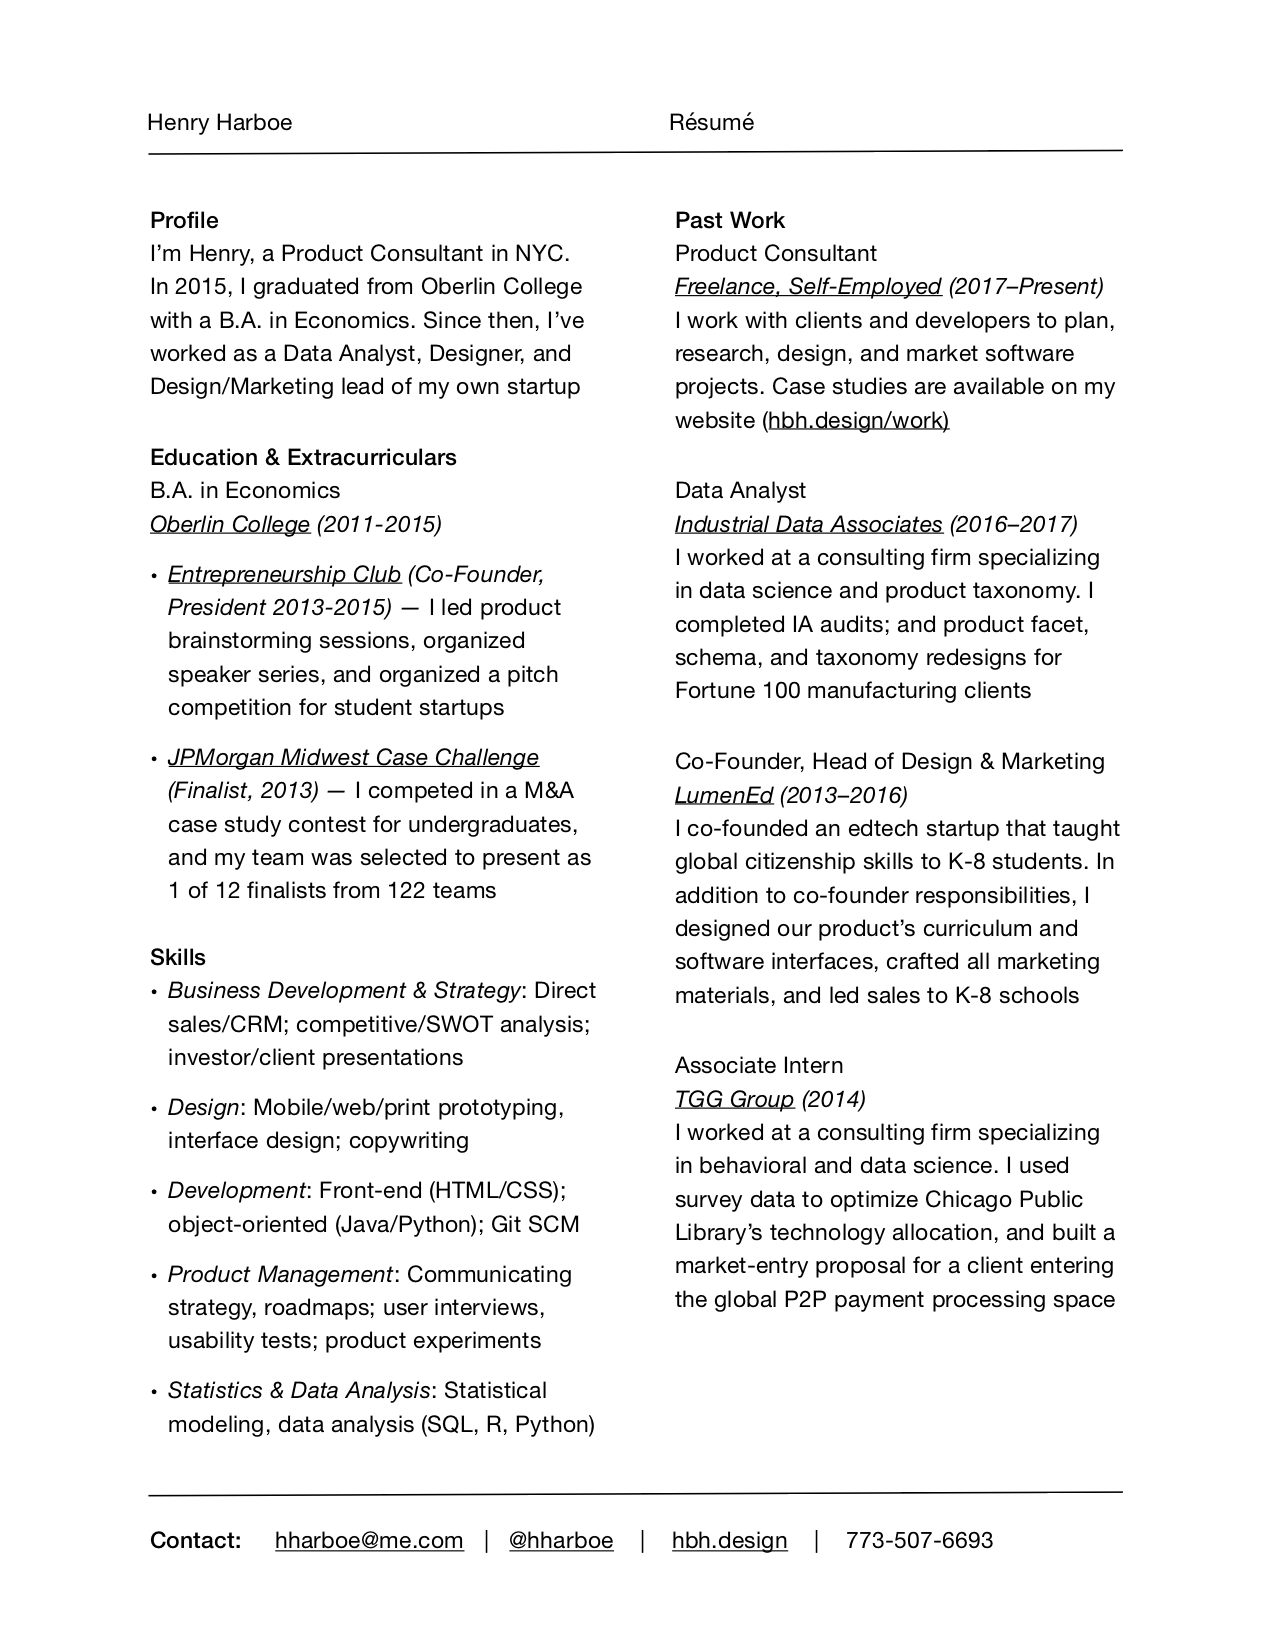 Henry Harboe
Résumé
Profile
I’m Henry, a Product Consultant in NYC.
In 2015, I graduated from Oberlin College
with a B.A. in Economics. Since then, I’ve
worked as a Data Analyst, Designer, and
Design/Marketing lead of my own startup
Education & Extracurriculars
B.A. in Economics
Oberlin College (2011-2015)
• Entrepreneurship Club (Co-Founder,
President 2013-2015) — I led product
brainstorming sessions, organized
speaker series, and organized a pitch
competition for student startups
• JPMorgan Midwest Case Challenge
(Finalist, 2013) — I competed in a M&A
case study contest for undergraduates,
and my team was selected to present as
1 of 12 finalists from 122 teams
Skills
• Business Development & Strategy: Direct
sales/CRM; competitive/SWOT analysis;
investor/client presentations
• Design: Mobile/web/print prototyping,
interface design; copywriting
• Development: Front-end (HTML/CSS);
object-oriented (Java/Python); Git SCM
• Product Management: Communicating
strategy, roadmaps; user interviews,
usability tests; product experiments
• Statistics & Data Analysis: Statistical
modeling, data analysis (SQL, R, Python)
Past Work
Product Consultant
Freelance, Self-Employed (2017–Present)
I work with clients and developers to plan,
research, design, and market software
projects. Case studies are available on my
website (hbh.design/work)
Data Analyst
Industrial Data Associates (2016–2017)
I worked at a consulting firm specializing
in data science and product taxonomy. I
completed IA audits; and product facet,
schema, and taxonomy redesigns for
Fortune 100 manufacturing clients
Co-Founder, Head of Design & Marketing
LumenEd (2013–2016)
I co-founded an edtech startup that taught
global citizenship skills to K-8 students. In
addition to co-founder responsibilities, I
designed our product’s curriculum and
software interfaces, crafted all marketing
materials, and led sales to K-8 schools
Associate Intern
TGG Group (2014)
I worked at a consulting firm specializing
in behavioral and data science. I used
survey data to optimize Chicago Public
Library’s technology allocation, and built a
market-entry proposal for a client entering
the global P2P payment processing space
Contact: hharboe@me.com | @hharboe | hbh.design | 773-507-6693